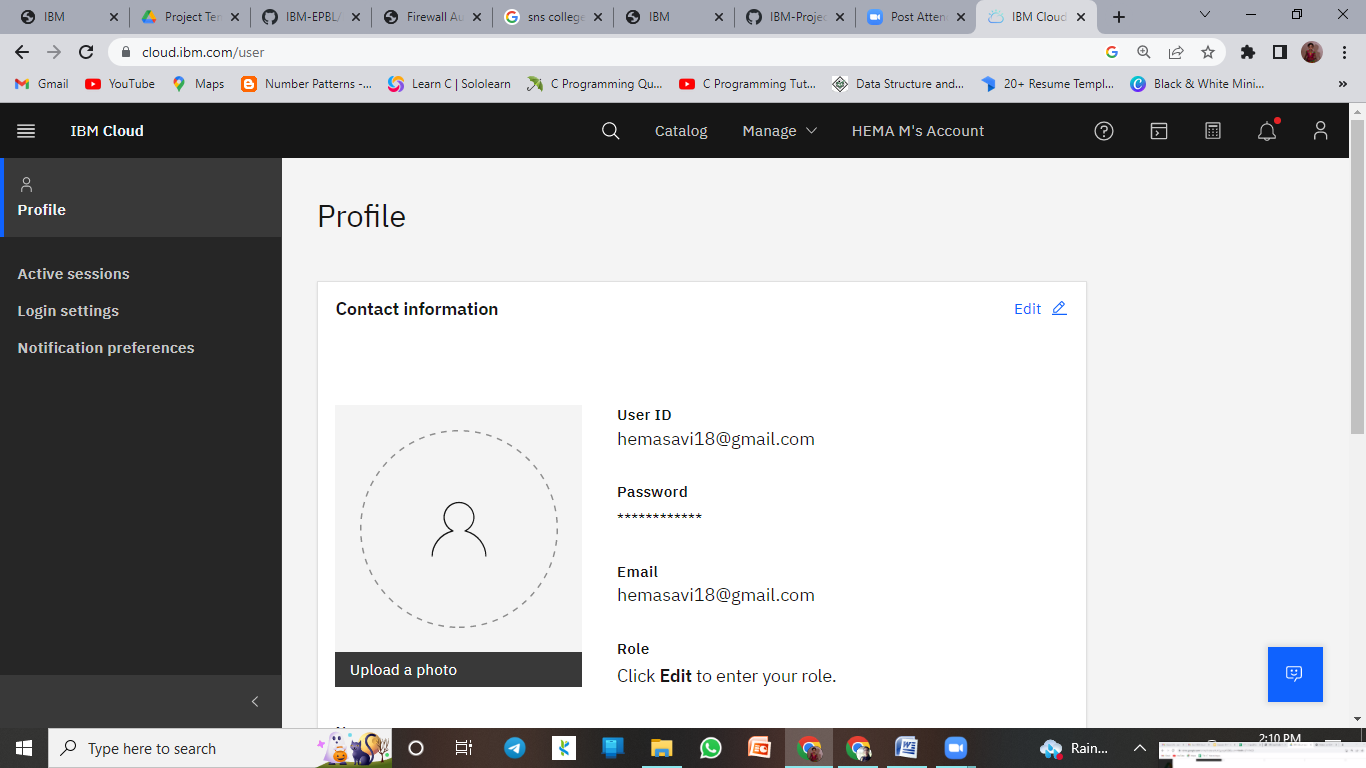 IBM
Project Ten
IBM-EPBL/
Firewall Au
sns college
IBM
IBM-Projec
Post Atten
IBM Cloud
cloud.ibm.com/user
Gmail
YouTube
Maps
Number Patterns -...
Learn C | Sololearn
C Programming Qu...
C Programming Tut...
Data Structure and...
20+ Resume Templ...
Black & White Mini...
IBM Cloud
Catalog
Manage
HEMA M's Account
Profile
Active sessions
Login settings
Notification preferences
Profile
Contact information
Edit
User ID
hemasavi18@gmail.com
Password
************
Email
hemasavi18@gmail.com
Role
Click Edit to enter your role.
Upload a photo
Type here to search
Rain...
2:10 PM